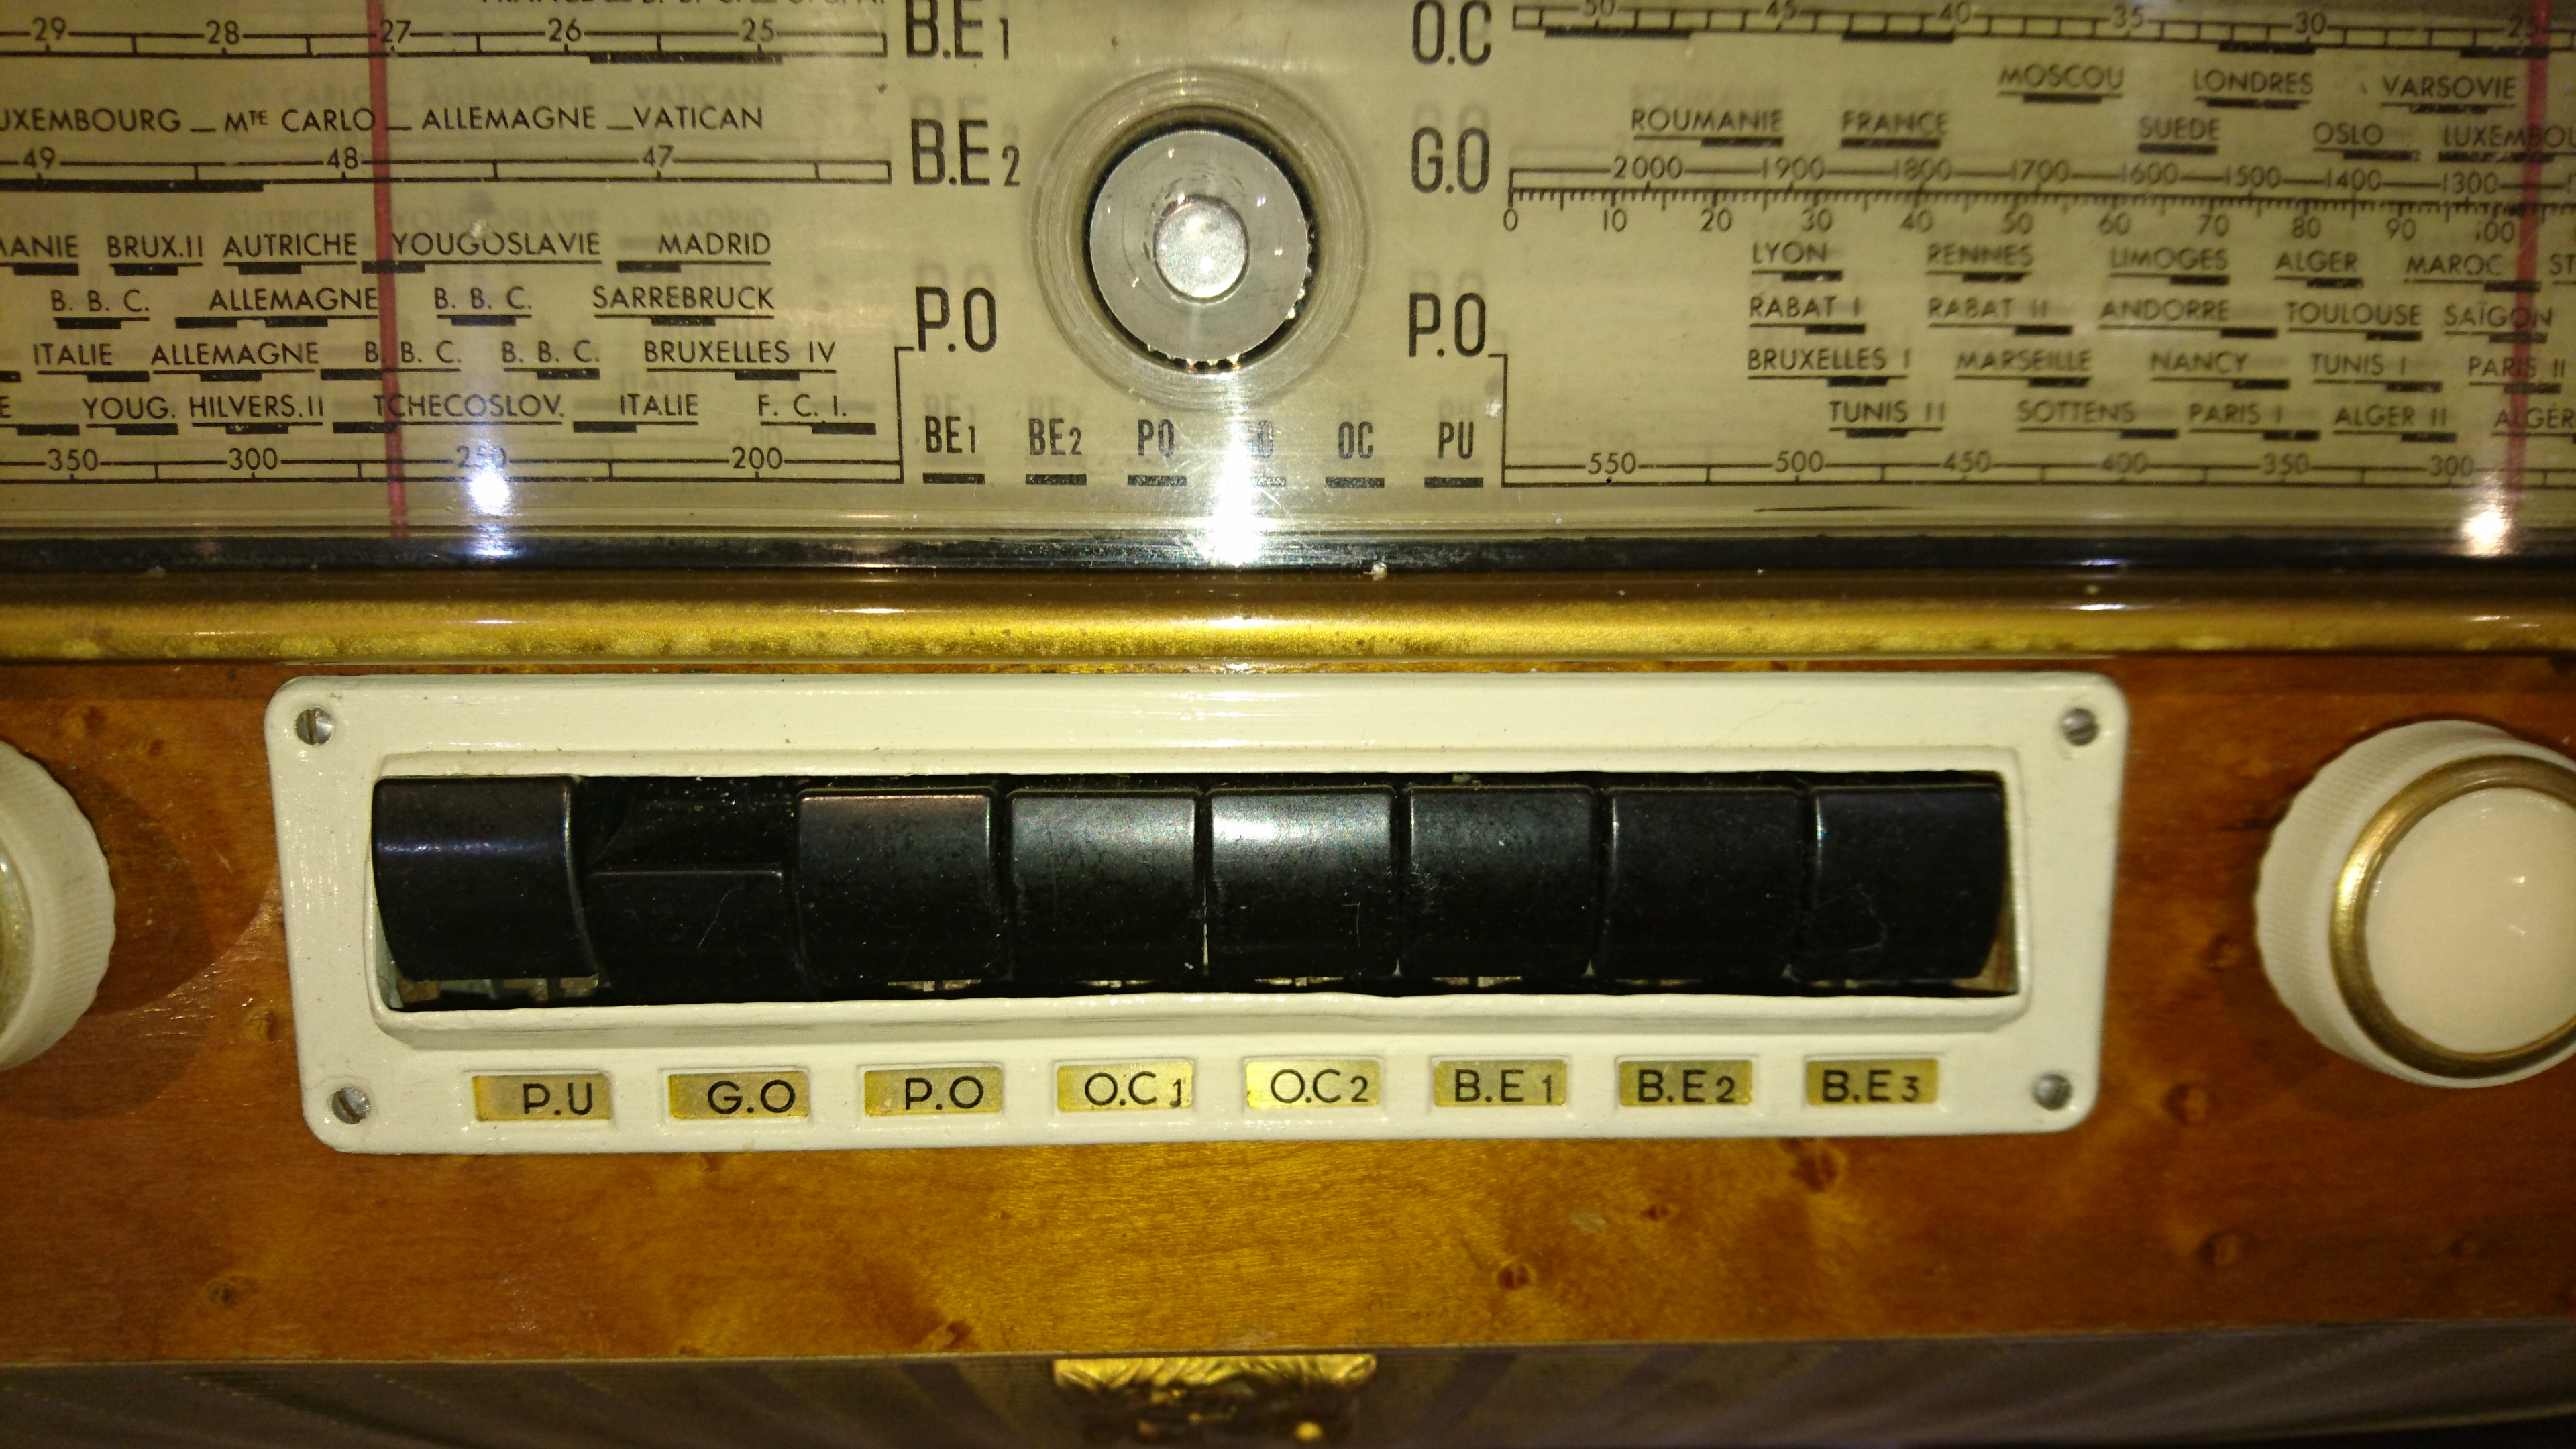 29 28 27 26 25 B.E1
LUXEMBOURG MTE CARLO ALLEMAGNE VATICAN
49 48 47 B.E2
BRUX.II AUTRICHE YOUGOSLAVIE MADRID
B.B.C. ALLEMAGNE B.B.C. SARREBRUCK
P.O
ITALIE ALLEMAGNE B.B.C. B.B.C. BRUXELLES IV
YOUG. HILVERS.II TCHECOSLOV. ITALIE F.C.I.
350 300 250 200
BE1 BE2 PO OC PU
O.C 50 45 40 35 30 25
MOSCOU LONDRES VARSOVIE
ROUMANIE FRANCE SUEDE OSLO
G.O 2000 1900 1800 1700 1600 1500 1400 1300
0 10 20 30 40 50 60 70 80 90 100
LYON RENNES LIMOGES ALGER MAROC
RABAT I RABAT II ANDORRE TOULOUSE SAÏGON
P.O
BRUXELLES I MARSEILLE NANCY TUNIS I PARIS II
TUNIS II SOTTENS PARIS I ALGER II
550 500 450 400 350 300
P.U G.O P.O O.C1 O.C2 B.E1 B.E2 B.E3